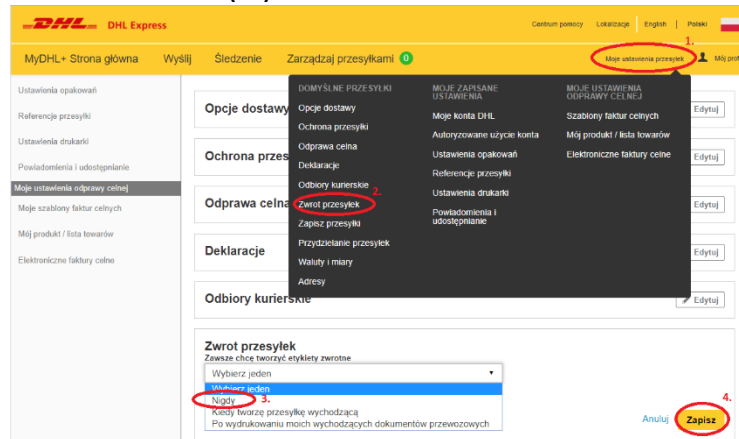 DHL Express
Centrum pomocy Lokalizacje English | Polski
1.
MyDHL+ Strona główna Wyślij Śledzenie Zarządzaj przesyłkami 0 Moje ustawienia przesyłek Mój prof
Ustawienia opakowań
Referencje przesyłki
Ustawienia drukarki
Powiadomienia i udostępnianie
Moje ustawienia odprawy celnej
Moje szablony faktur celnych
Mój produkt / lista towarów
Elektroniczne faktury celne
DOMYŚLNE PRZESYŁKI
Opcje dostawy
Ochrona przesyłki
Odprawa celna
Deklaracje
Odbiory kurierskie
2.
Zwrot przesyłek
Zapisz przesyłki
Przydzielanie przesyłek
Waluty i miary
Adresy
MOJE ZAPISANE
USTAWIENIA
Moje konta DHL
Autoryzowane użycie konta
Ustawienia opakowań
Referencje przesyłki
Ustawienia drukarki
Powiadomienia i
udostępnianie
MOJE USTAWIENIA
ODPRAWY CELNEJ
Szablony faktur celnych
Mój produkt / lista towarów
Elektroniczne faktury celne
Opcje dostawy Edytuj
Ochrona przes Edytuj
Odprawa celna Edytuj
Deklaracje Edytuj
Odbiory kurierskie Edytuj
Zwrot przesyłek
Zawsze chcę tworzyć etykiety zwrotne
Wybierz jeden
Wybierz jeden
Nigdy 3.
Kiedy tworzę przesyłkę wychodzącą
Po wydrukowaniu moich wychodzących dokumentów przewozowych
4.
Anuluj Zapisz